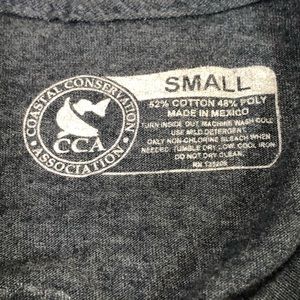 COASTAL CONSERVATION
CCA
ASSOCIATION
SMALL
52% COTTON 48% POLY
MADE IN MEXICO
TURN INSIDE OUT, MACHINE WASH COLD
USE MILD DETERGENT
ONLY NON-CHLORINE BLEACH WHEN
NEEDED. TUMBLE DRY LOW. COOL IRON
DO NOT DRY CLEAN.
RN